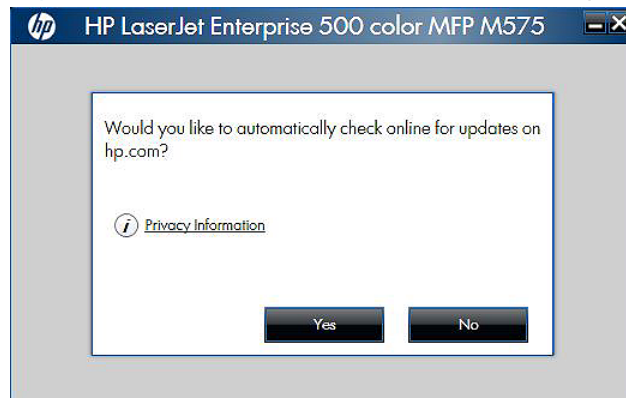 hp HP LaserJet Enterprise 500 color MFP M575
Would you like to automatically check online for updates on
hp.com?
i Privacy Information
Yes No